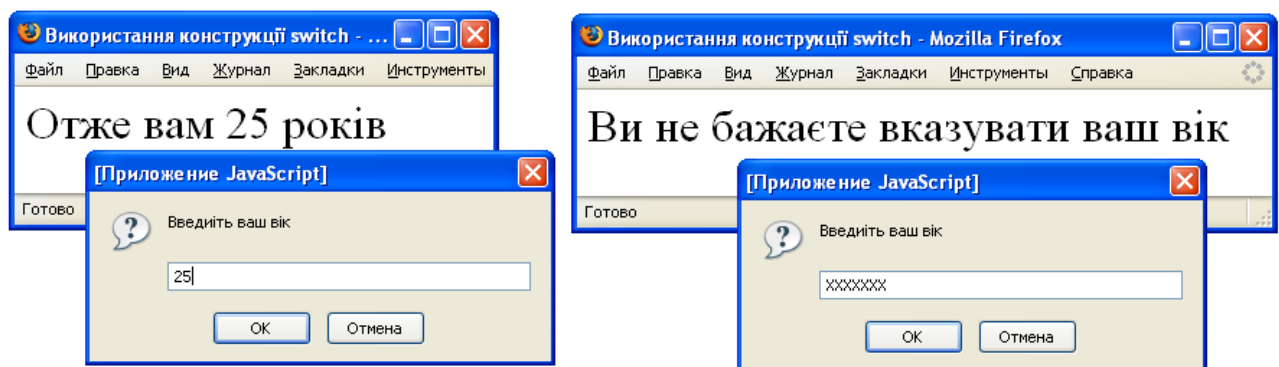 Використання конструкції switch - ...
Файл Правка Вид Журнал Закладки Инструменты
Отже вам 25 років
[Приложение JavaScript]
Готово
Введиіть ваш вік
25
OK Отмена
Використання конструкції switch - Mozilla Firefox
Файл Правка Вид Журнал Закладки Инструменты Справка
Ви не бажаєте вказувати ваш вік
[Приложение JavaScript]
Готово
Введиіть ваш вік
XXXXXXX
OK Отмена